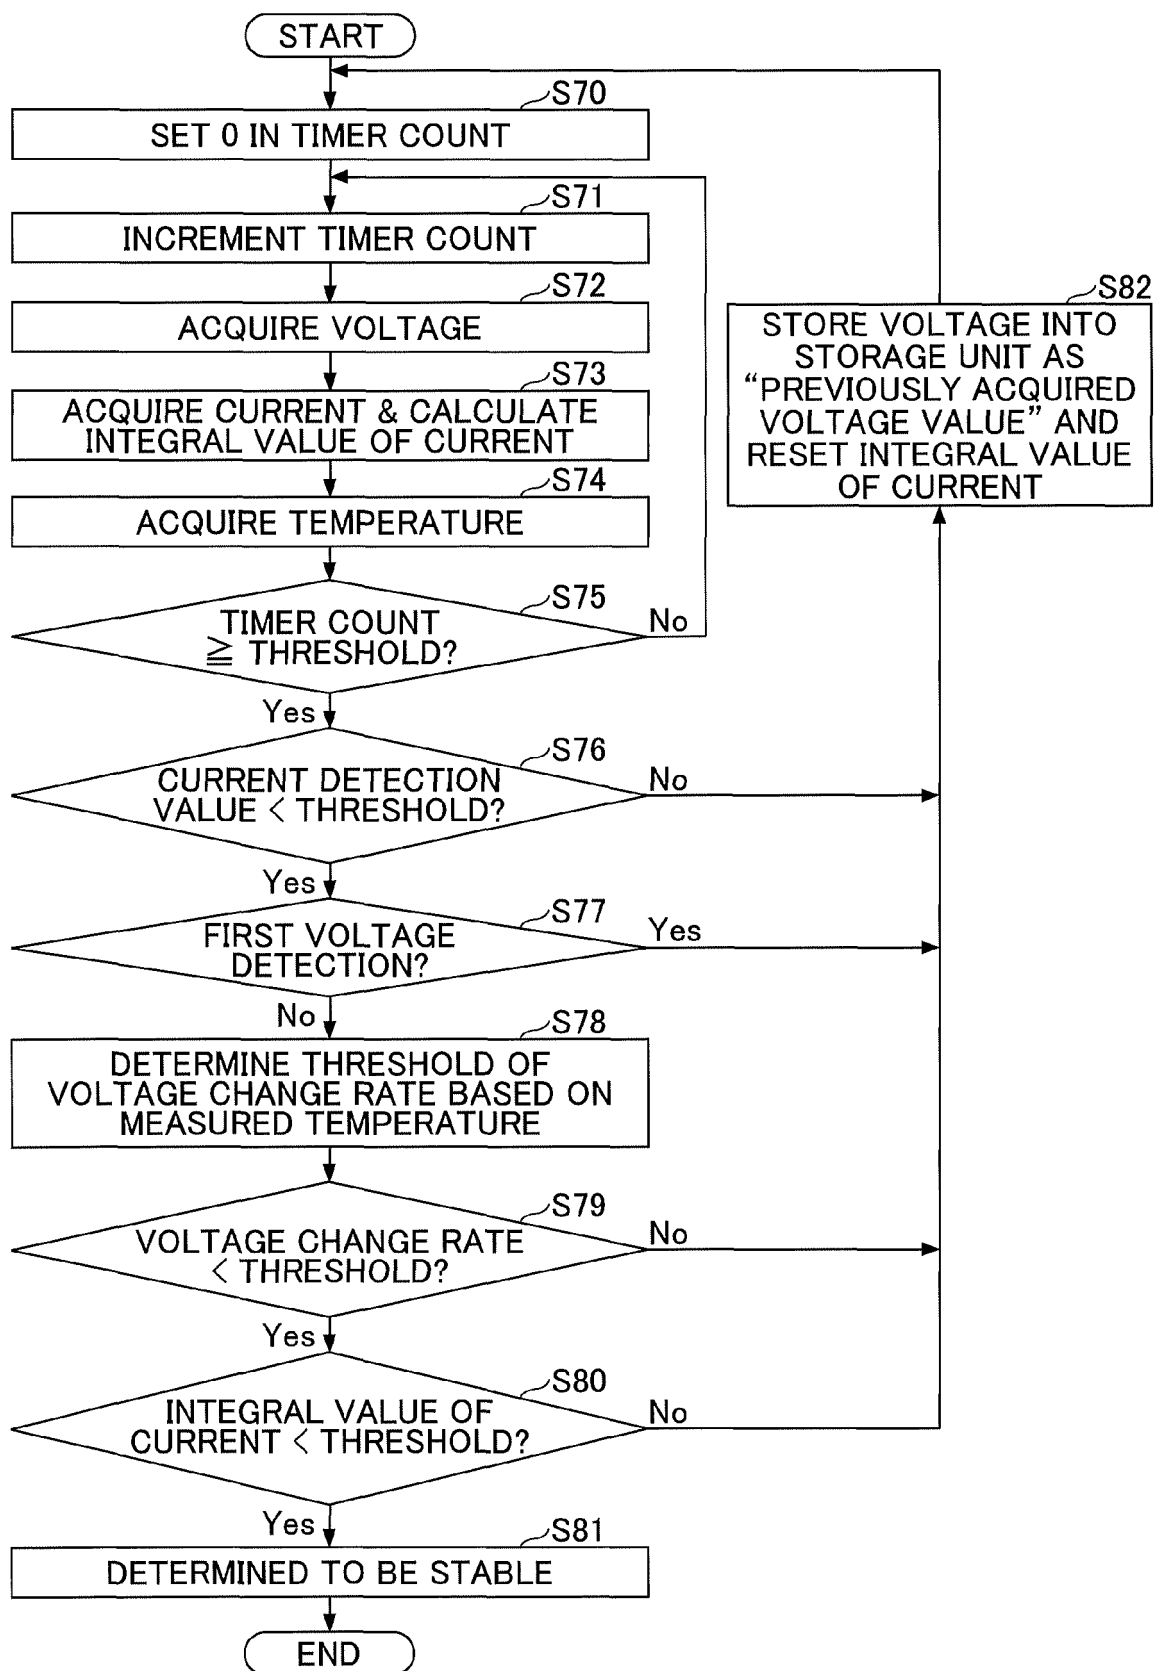 START
S70
SET 0 IN TIMER COUNT
S71
INCREMENT TIMER COUNT
S72
ACQUIRE VOLTAGE
S73
ACQUIRE CURRENT & CALCULATE
INTEGRAL VALUE OF CURRENT
S74
ACQUIRE TEMPERATURE
S75
TIMER COUNT
≧ THRESHOLD?
No
Yes
S76
CURRENT DETECTION
VALUE < THRESHOLD?
No
Yes
S77
FIRST VOLTAGE
DETECTION?
Yes
No
S78
DETERMINE THRESHOLD OF
VOLTAGE CHANGE RATE BASED ON
MEASURED TEMPERATURE
S79
VOLTAGE CHANGE RATE
< THRESHOLD?
No
Yes
S80
INTEGRAL VALUE OF
CURRENT < THRESHOLD?
No
Yes
S81
DETERMINED TO BE STABLE
END
S82
STORE VOLTAGE INTO
STORAGE UNIT AS
“PREVIOUSLY ACQUIRED
VOLTAGE VALUE” AND
RESET INTEGRAL VALUE
OF CURRENT